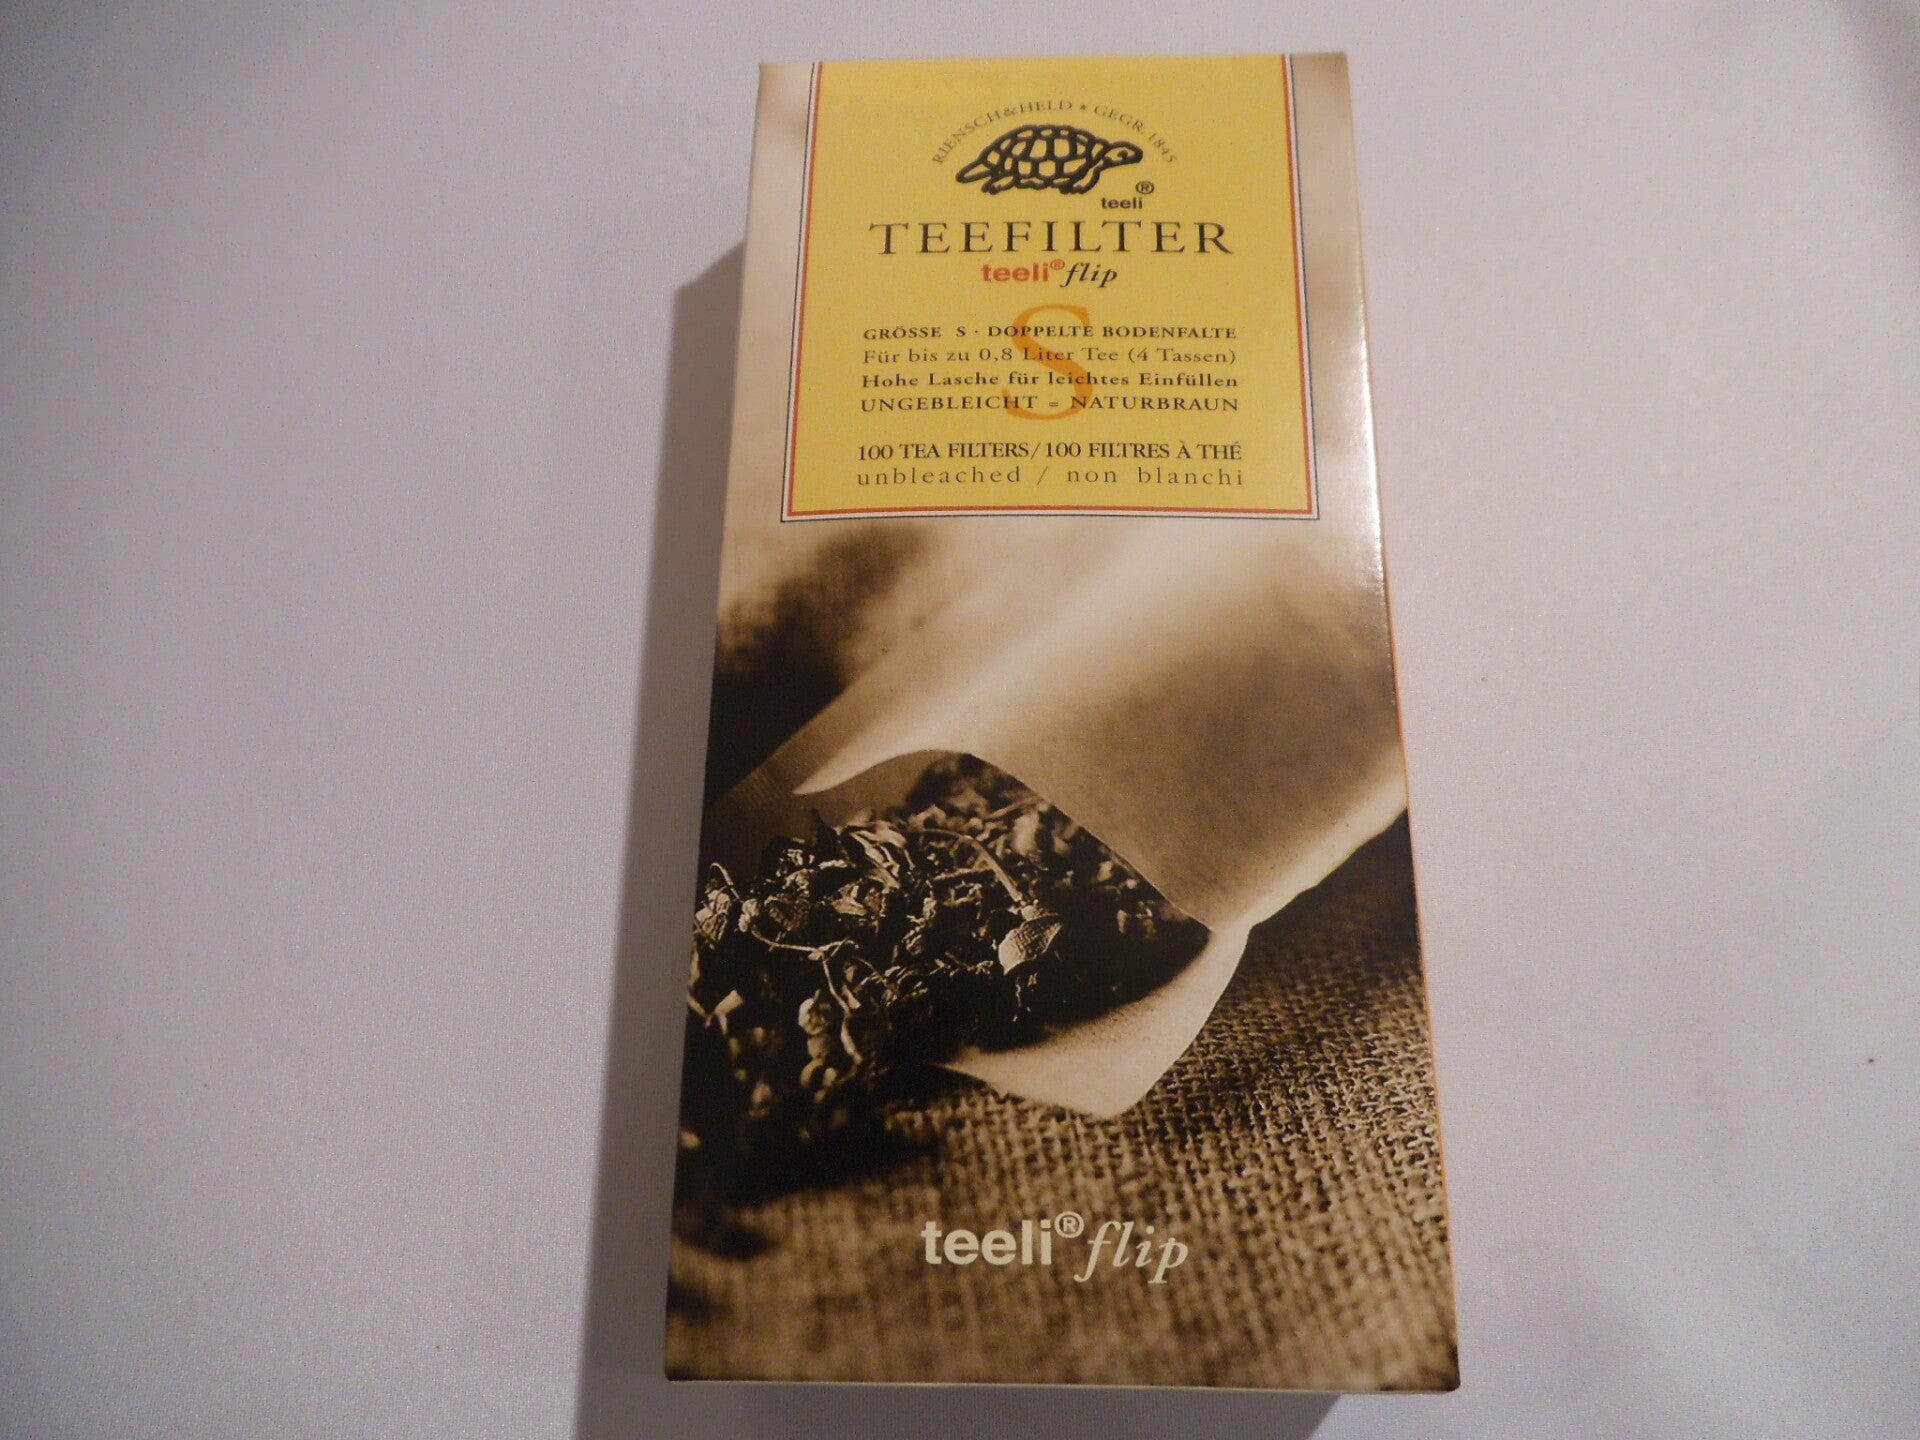 RIENSCH&HELD * GEGR. 1845
teeli®
TEEFILTER
teeli® flip
S
GRÖSSE S · DOPPELTE BODENFALTE
Für bis zu 0,8 Liter Tee (4 Tassen)
Hohe Lasche für leichtes Einfüllen
UNGEBLEICHT = NATURBRAUN
100 TEA FILTERS/100 FILTRES À THÉ
unbleached / non blanchi
teeli® flip